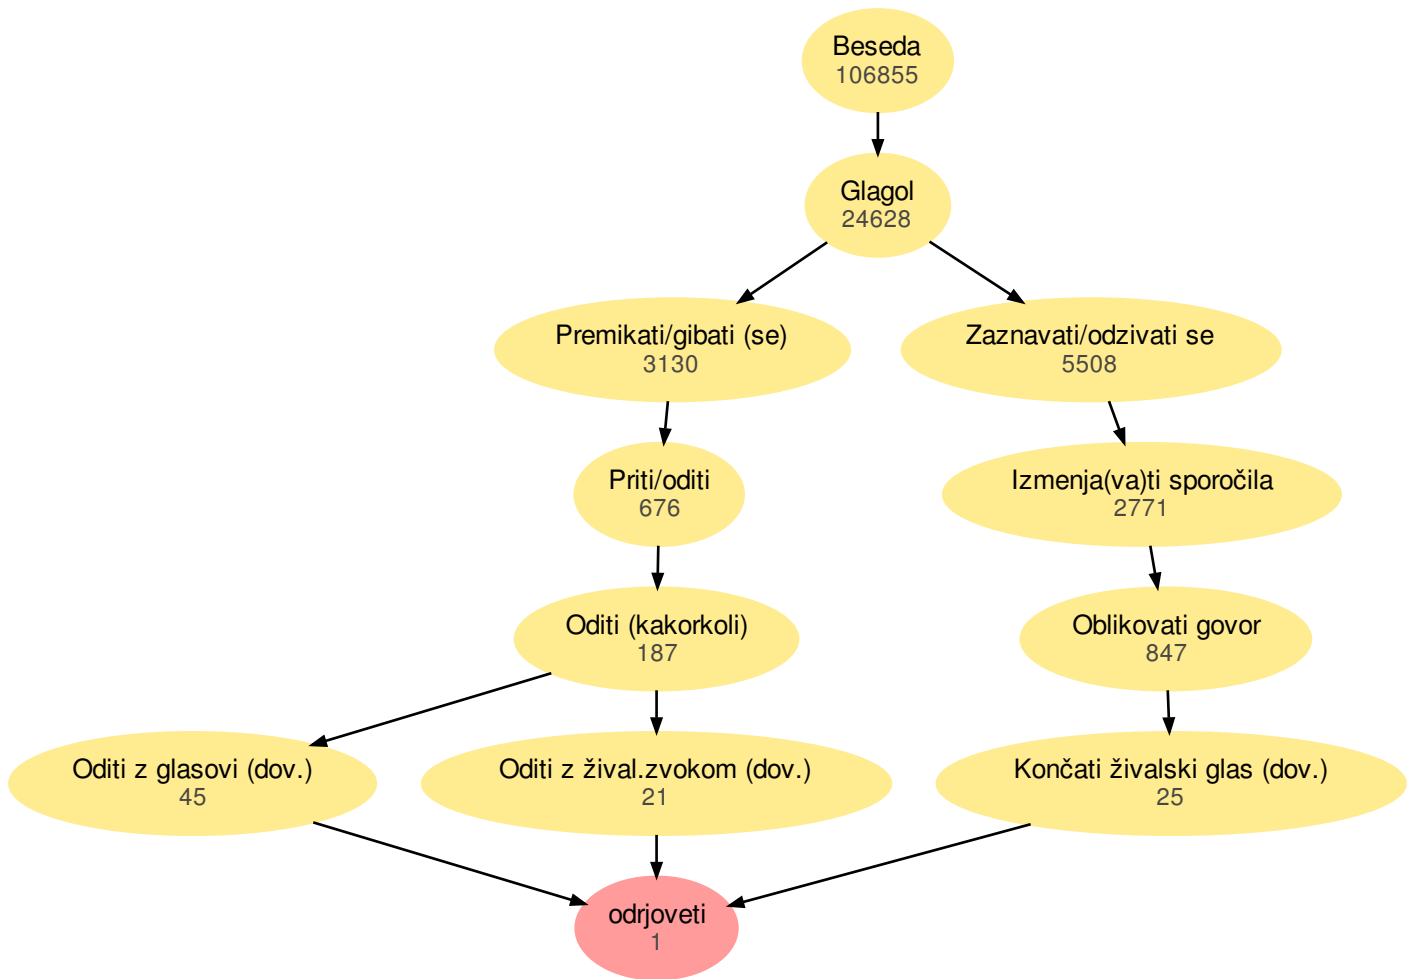 Beseda
106855
Glagol
24628
Premikati/gibati (se)
3130
Zaznavati/odzivati se
5508
Priti/oditi
676
Izmenja(va)ti sporočila
2771
Oditi (kakorkoli)
187
Oblikovati govor
847
Oditi z glasovi (dov.)
45
Oditi z žival.zvokom (dov.)
21
Končati živalski glas (dov.)
25
odrjoveti
1